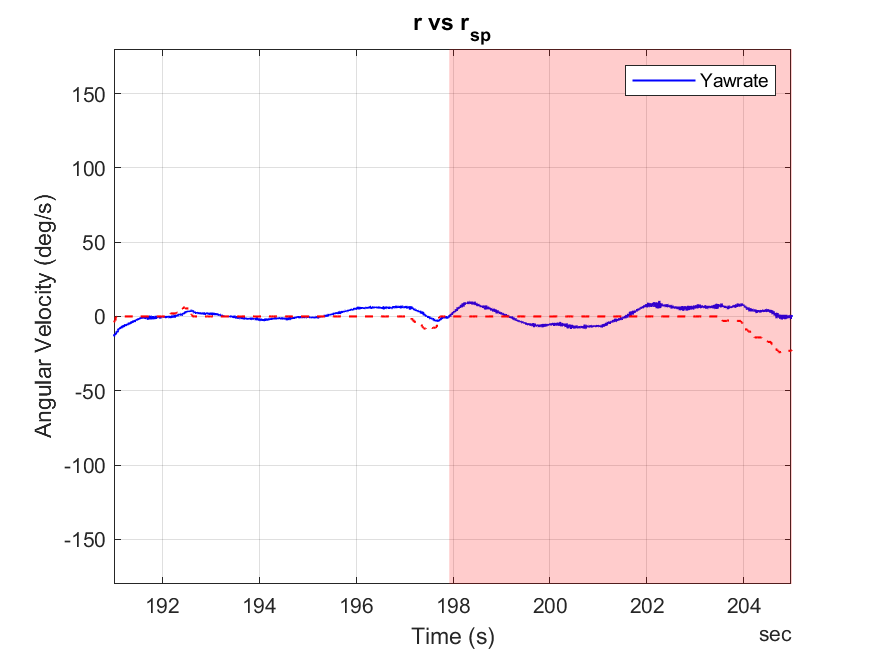 r vs r_sp
Yawrate
Angular Velocity (deg/s)
150
100
50
0
-50
-100
-150
192 194 196 198 200 202 204
Time (s)
sec